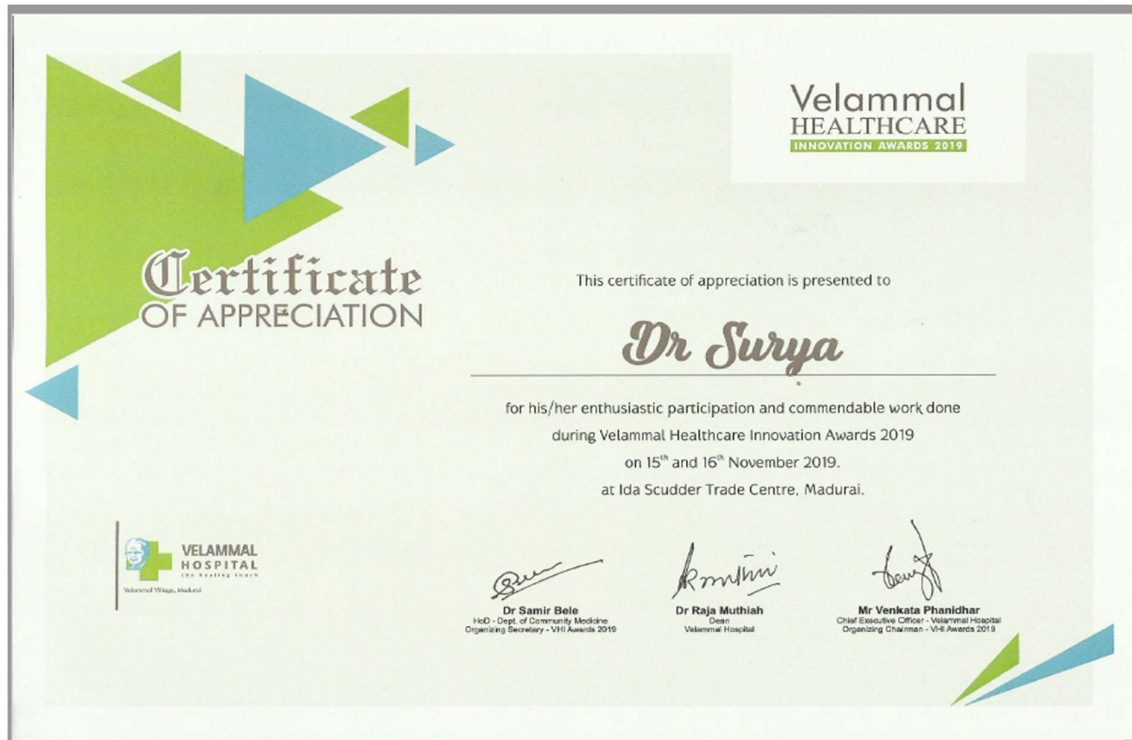 Velammal
HEALTHCARE
INNOVATION AWARDS 2019
Certificate
OF APPRECIATION
This certificate of appreciation is presented to
Dr Surya
for his/her enthusiastic participation and commendable work done
during Velammal Healthcare Innovation Awards 2019
on 15th and 16th November 2019.
at Ida Scudder Trade Centre, Madurai.
VELAMMAL
HOSPITAL
the healing touch
Velammal Village, Madurai
Dr Samir Bele
HoD - Dept. of Community Medicine
Organizing Secretary - VHI Awards 2019
Dr Raja Muthiah
Dean
Velammal Hospital
Mr Venkata Phanidhar
Chief Executive Officer - Velammal Hospital
Organizing Chairman - VHI Awards 2019